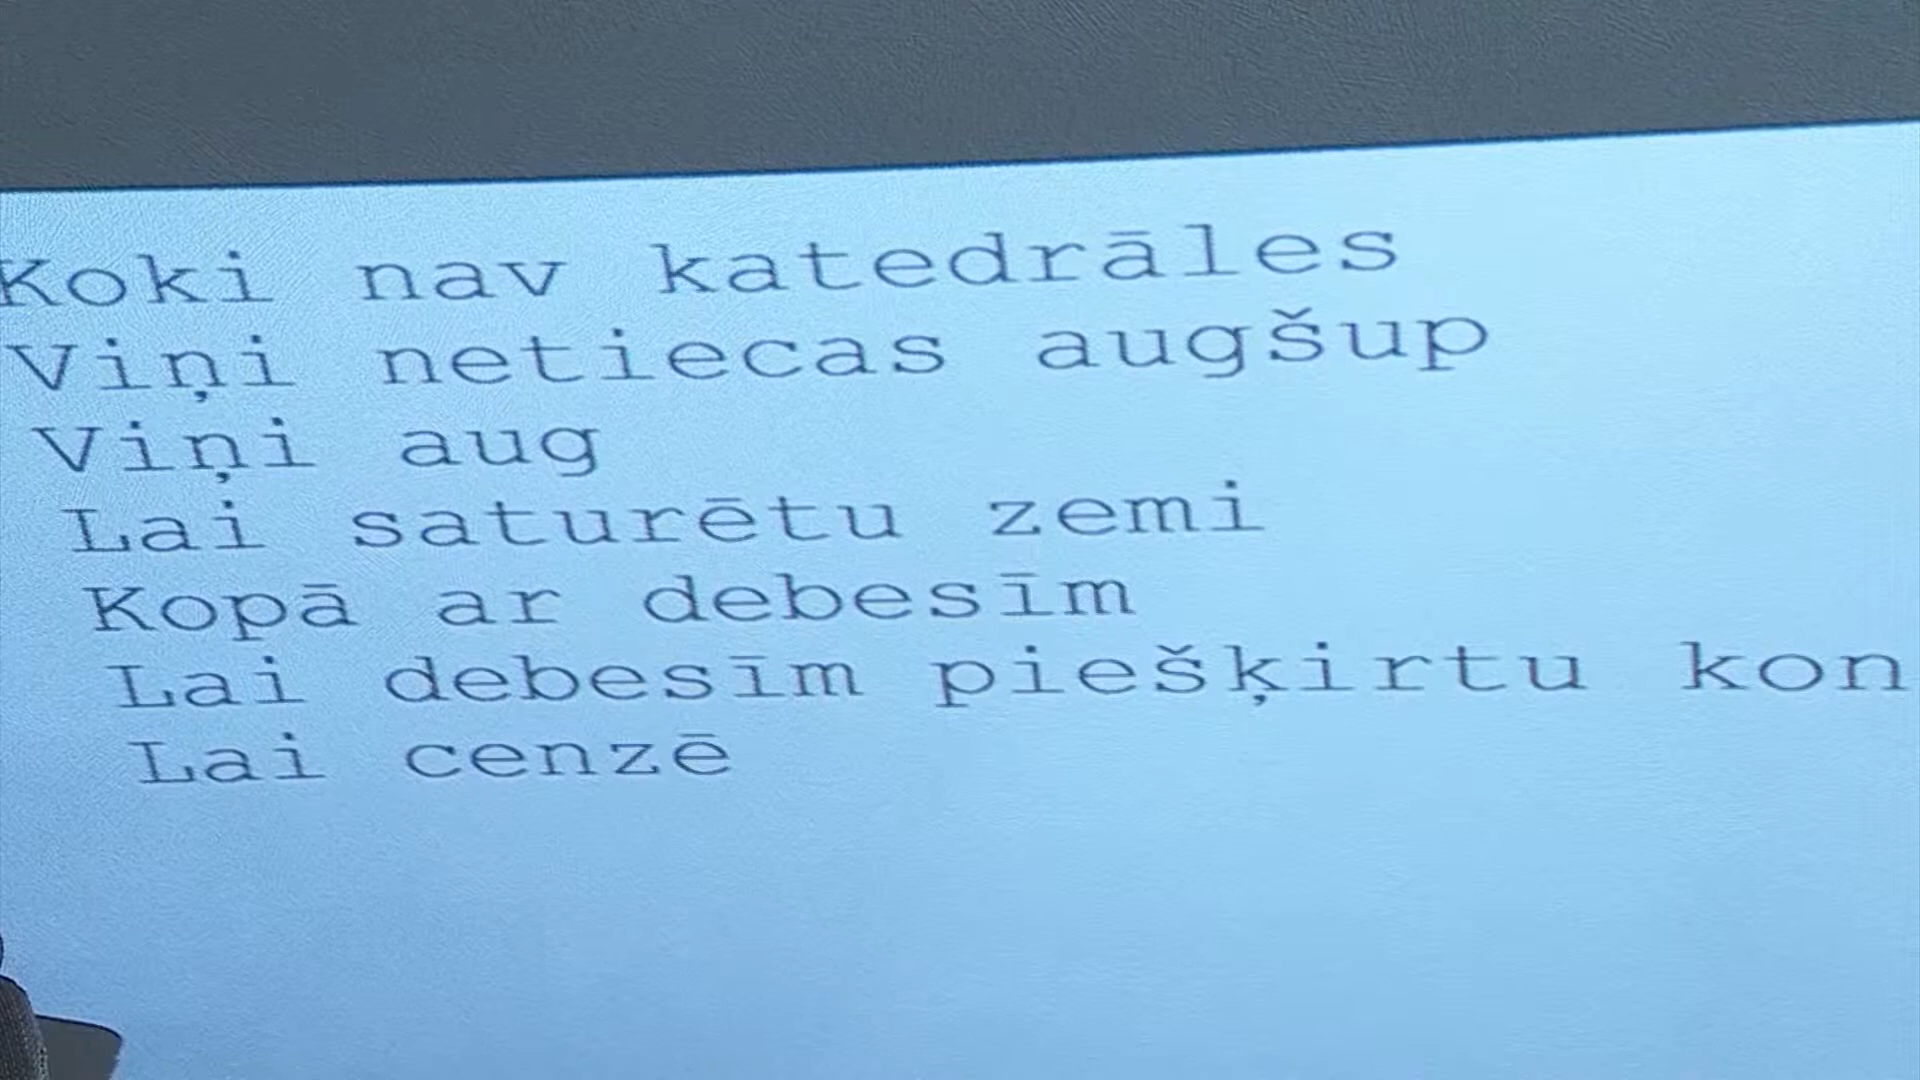 Koki nav katedrāles
Viņi netiecas augšup
Viņi aug
Lai saturētu zemi
Kopā ar debesīm
Lai debesīm piešķirtu kon
Lai cenzē